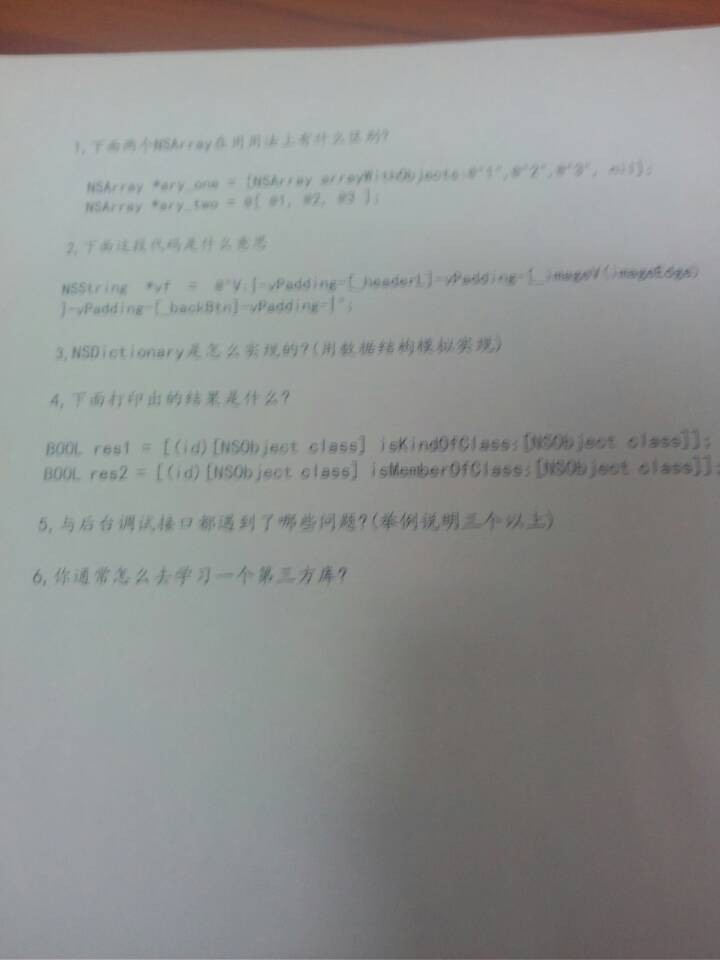 1,下面两个NSArray在用用法上有什么区别?
NSArray *ary_one = [NSArray arrayWithObjects:@"1",@"2",@"3", nil];
NSArray *ary_two = @[ @1, @2, @3 ];
2,下面这段代码是什么意思
NSString *vf = @"V:|-vPadding-[_headerL]-vPadding-[_imageV(imageEdge)
]-vPadding-[_backBtn]-vPadding-|";
3,NSDictionary是怎么实现的?(用数据结构模拟实现)
4,下面打印出的结果是什么?
BOOL res1 = [(id)[NSObject class] isKindOfClass:[NSObject class]];
BOOL res2 = [(id)[NSObject class] isMemberOfClass:[NSObject class]];
5,与后台调试接口都遇到了哪些问题?(举例说明三个以上)
6,你通常怎么去学习一个第三方库?